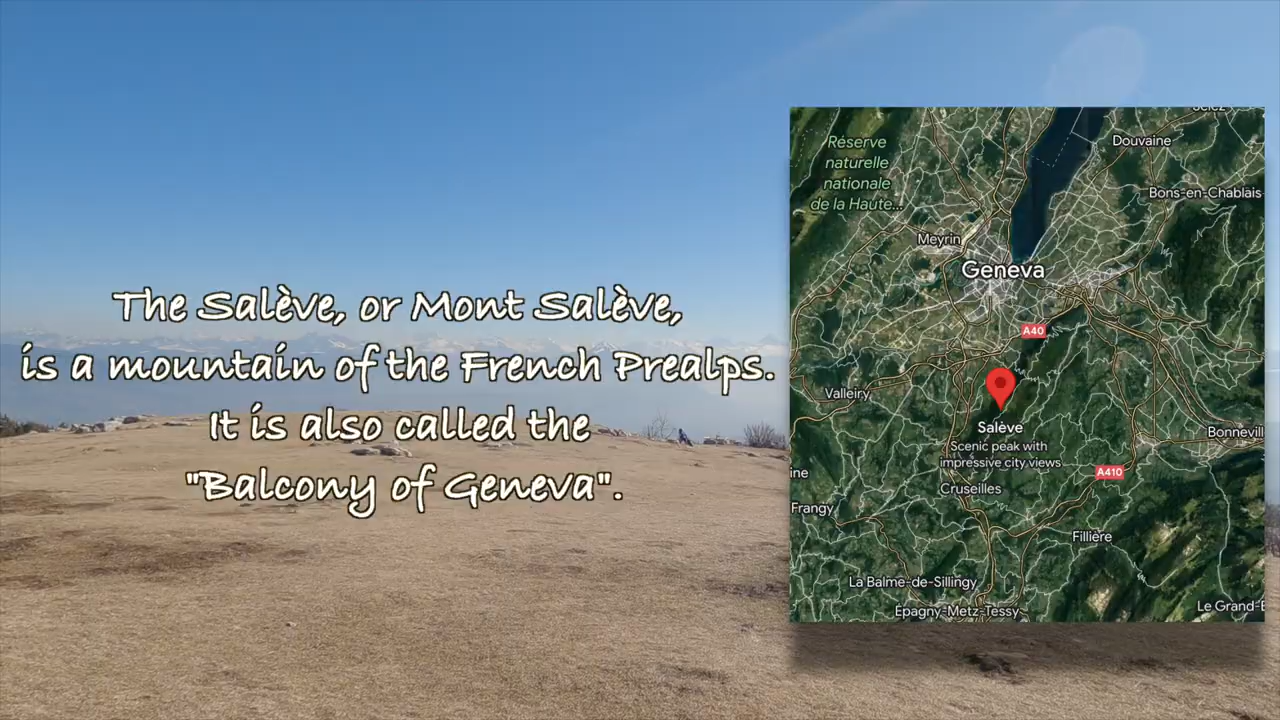 The Salève, or Mont Salève,
is a mountain of the French Prealps.
It is also called the
"Balcony of Geneva".
Douvaine
Réserve
naturelle
nationale
de la Haute...
Bons-en-Chablais
Meyrin
Geneva
A40
Valleiry
Salève
Scenic peak with
impressive city views
Bonnevill
A410
ine
Cruseilles
Frangy
Fillière
La Balme-de-Sillingy
Epagny-Metz-Tessy
Le Grand-B